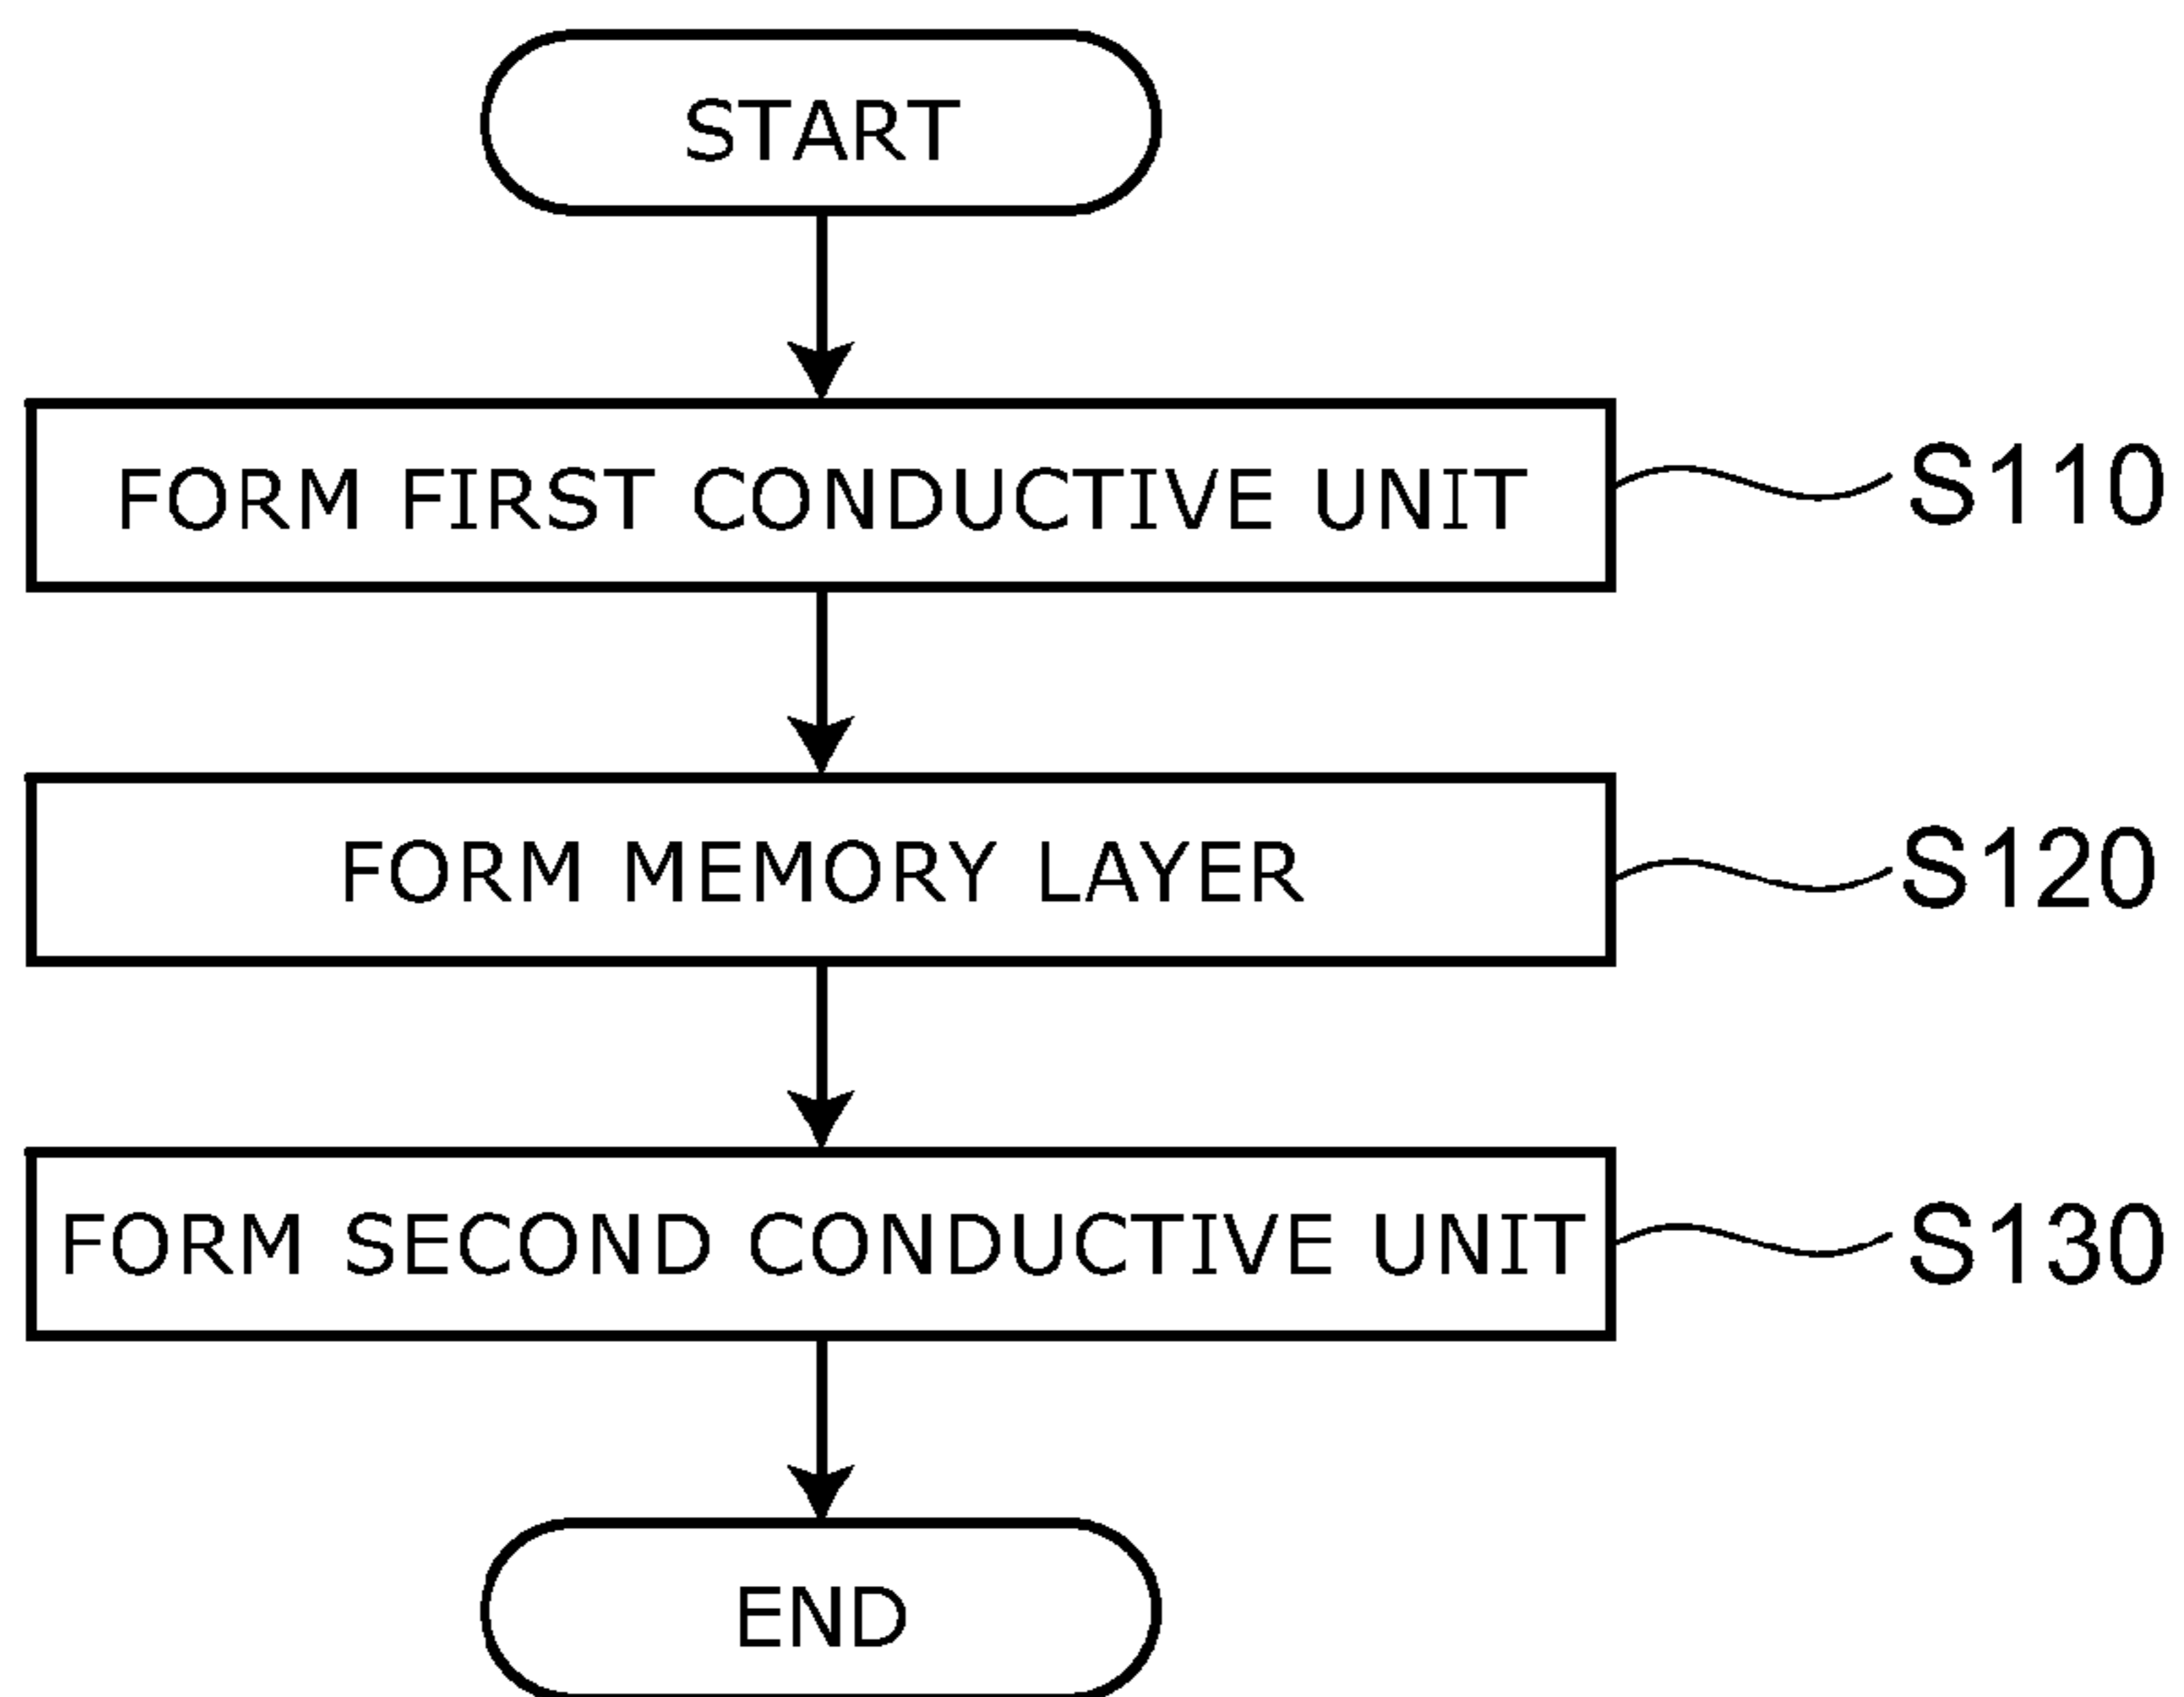 START
FORM FIRST CONDUCTIVE UNIT
S110
FORM MEMORY LAYER
S120
FORM SECOND CONDUCTIVE UNIT
S130
END